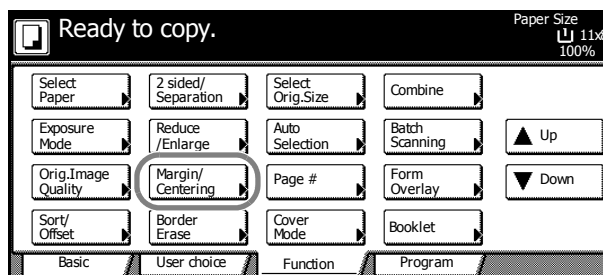 Ready to copy.
Paper Size
11x8
100%
Select
Paper
2 sided/
Separation
Select
Orig.Size
Combine
Exposure
Mode
Reduce
/Enlarge
Auto
Selection
Batch
Scanning
Up
Orig.Image
Quality
Margin/
Centering
Page #
Form
Overlay
Down
Sort/
Offset
Border
Erase
Cover
Mode
Booklet
Basic
User choice
Function
Program